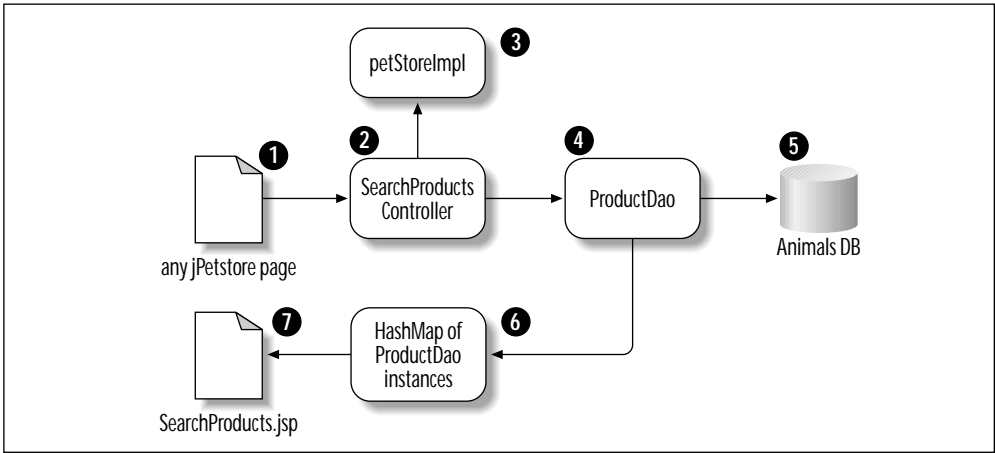 3
petStoreImpl
1
2
4
5
SearchProducts
Controller
ProductDao
any jPetstore page
Animals DB
7
HashMap of
ProductDao
instances
6
SearchProducts.jsp